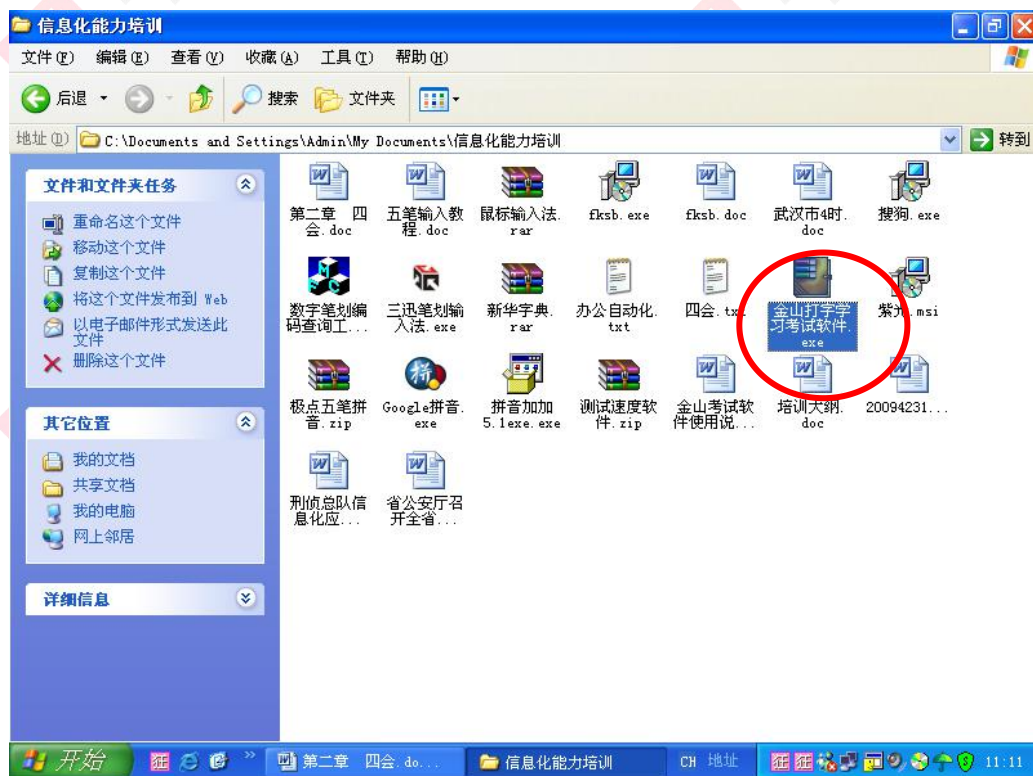 信息化能力培训
文件(F) 编辑(E) 查看(V) 收藏(A) 工具(T) 帮助(H)
后退 搜索 文件夹
地址(D) C:\Documents and Settings\Admin\My Documents\信息化能力培训 转到
文件和文件夹任务
重命名这个文件
移动这个文件
复制这个文件
将这个文件发布到 Web
以电子邮件形式发送此
文件
删除这个文件
其它位置
我的文档
共享文档
我的电脑
网上邻居
详细信息
第二章 四
会.doc
五笔输入教
程.doc
鼠标输入法.
rar
fksb.exe
fksb.doc
武汉市4时.
doc
搜狗.exe
数字笔划编
码查询工...
三迅笔划输
入法.exe
新华字典.
rar
办公自动化.
txt
四会.txt
金山打字学
习考试软件.
exe
紫光.msi
极点五笔拼
音.zip
Google拼音.
exe
拼音加加
5.1exe.exe
测试速度软
件.zip
金山考试软
件使用说...
培训大纲.
doc
20094231...
刑侦总队信
息化应...
省公安厅召
开全省...
开始 第二章 四会.do... 信息化能力培训 CH 地址 11:11